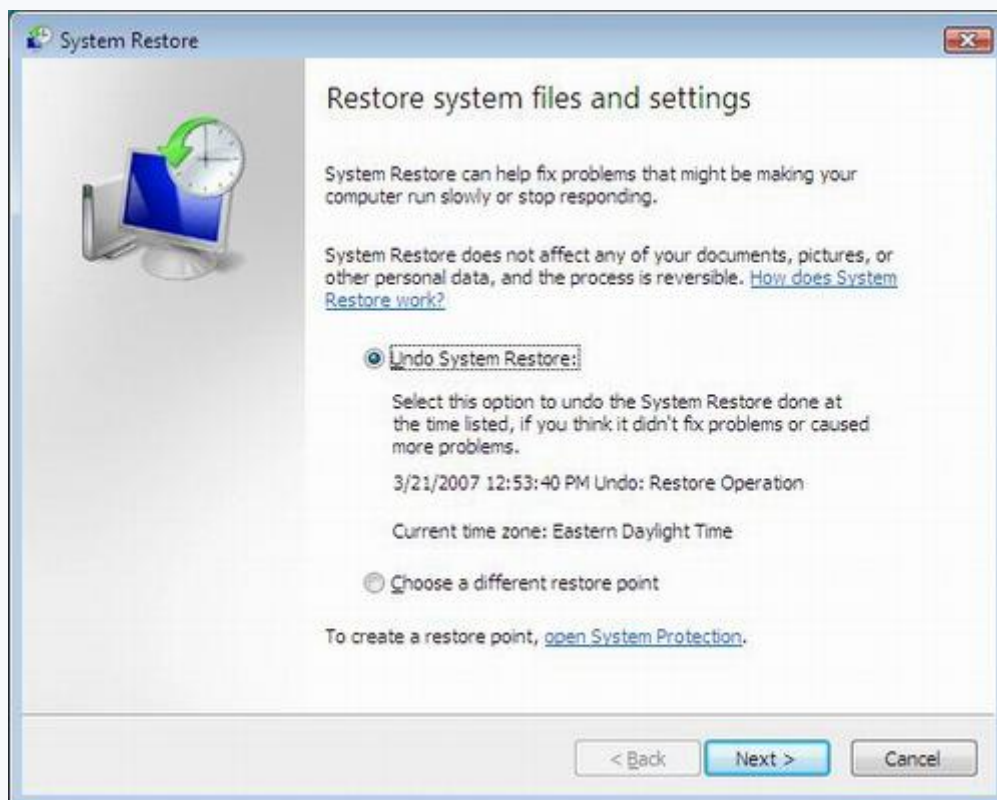 System Restore
Restore system files and settings
System Restore can help fix problems that might be making your
computer run slowly or stop responding.
System Restore does not affect any of your documents, pictures, or
other personal data, and the process is reversible. How does System
Restore work?
Undo System Restore:
Select this option to undo the System Restore done at
the time listed, if you think it didn't fix problems or caused
more problems.
3/21/2007 12:53:40 PM Undo: Restore Operation
Current time zone: Eastern Daylight Time
Choose a different restore point
To create a restore point, open System Protection.
< Back Next > Cancel